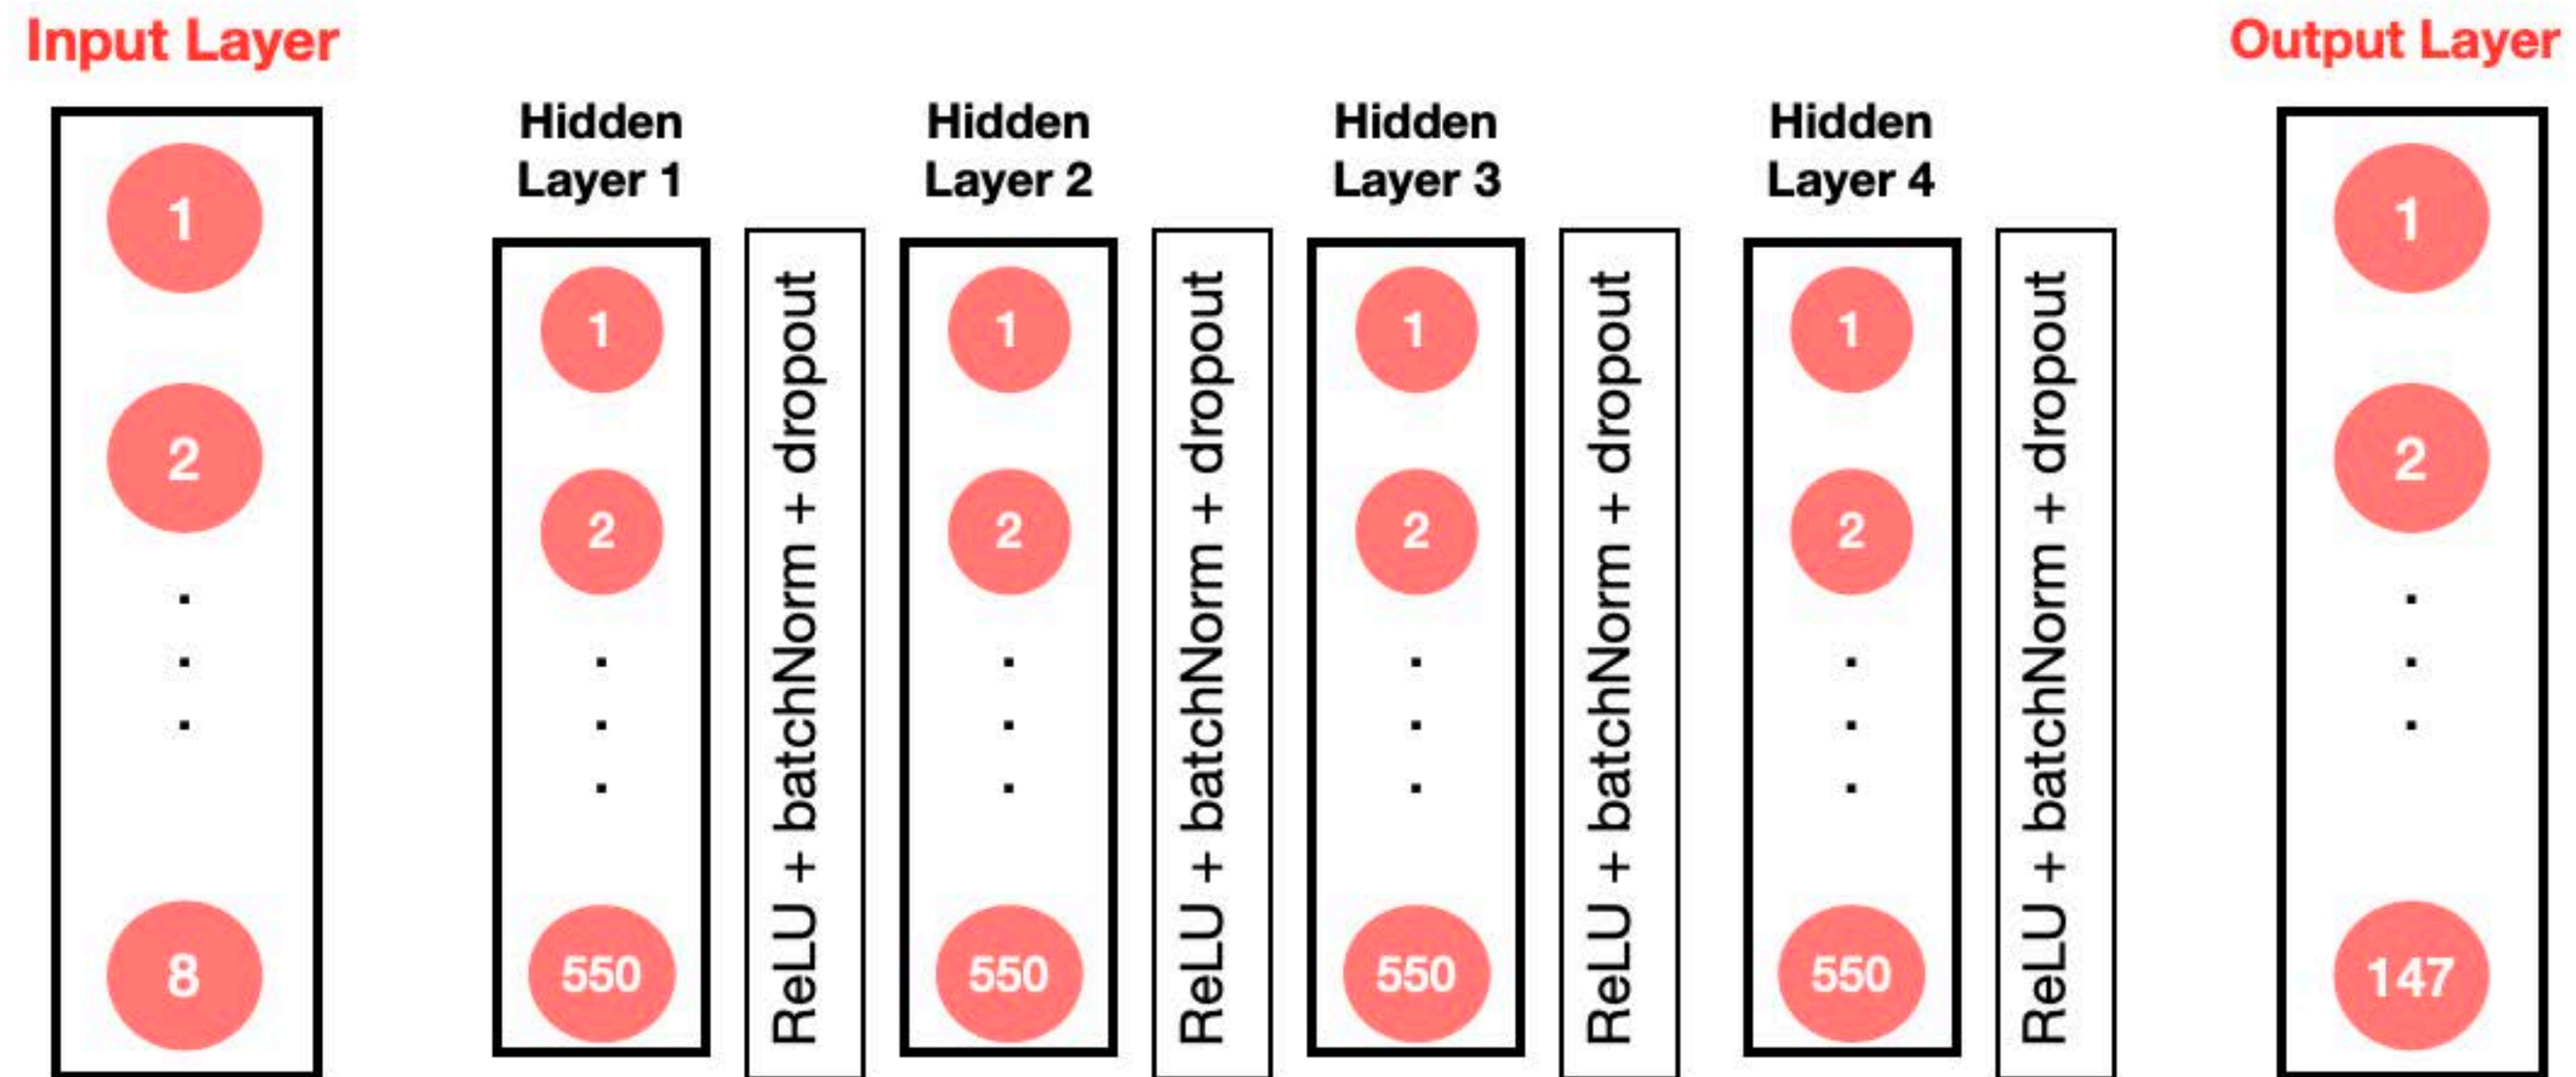 Input Layer
1
2
.
.
.
8
Hidden
Layer 1
1
2
.
.
.
550
ReLU + batchNorm + dropout
Hidden
Layer 2
1
2
.
.
.
550
ReLU + batchNorm + dropout
Hidden
Layer 3
1
2
.
.
.
550
ReLU + batchNorm + dropout
Hidden
Layer 4
1
2
.
.
.
550
ReLU + batchNorm + dropout
Output Layer
1
2
.
.
.
147